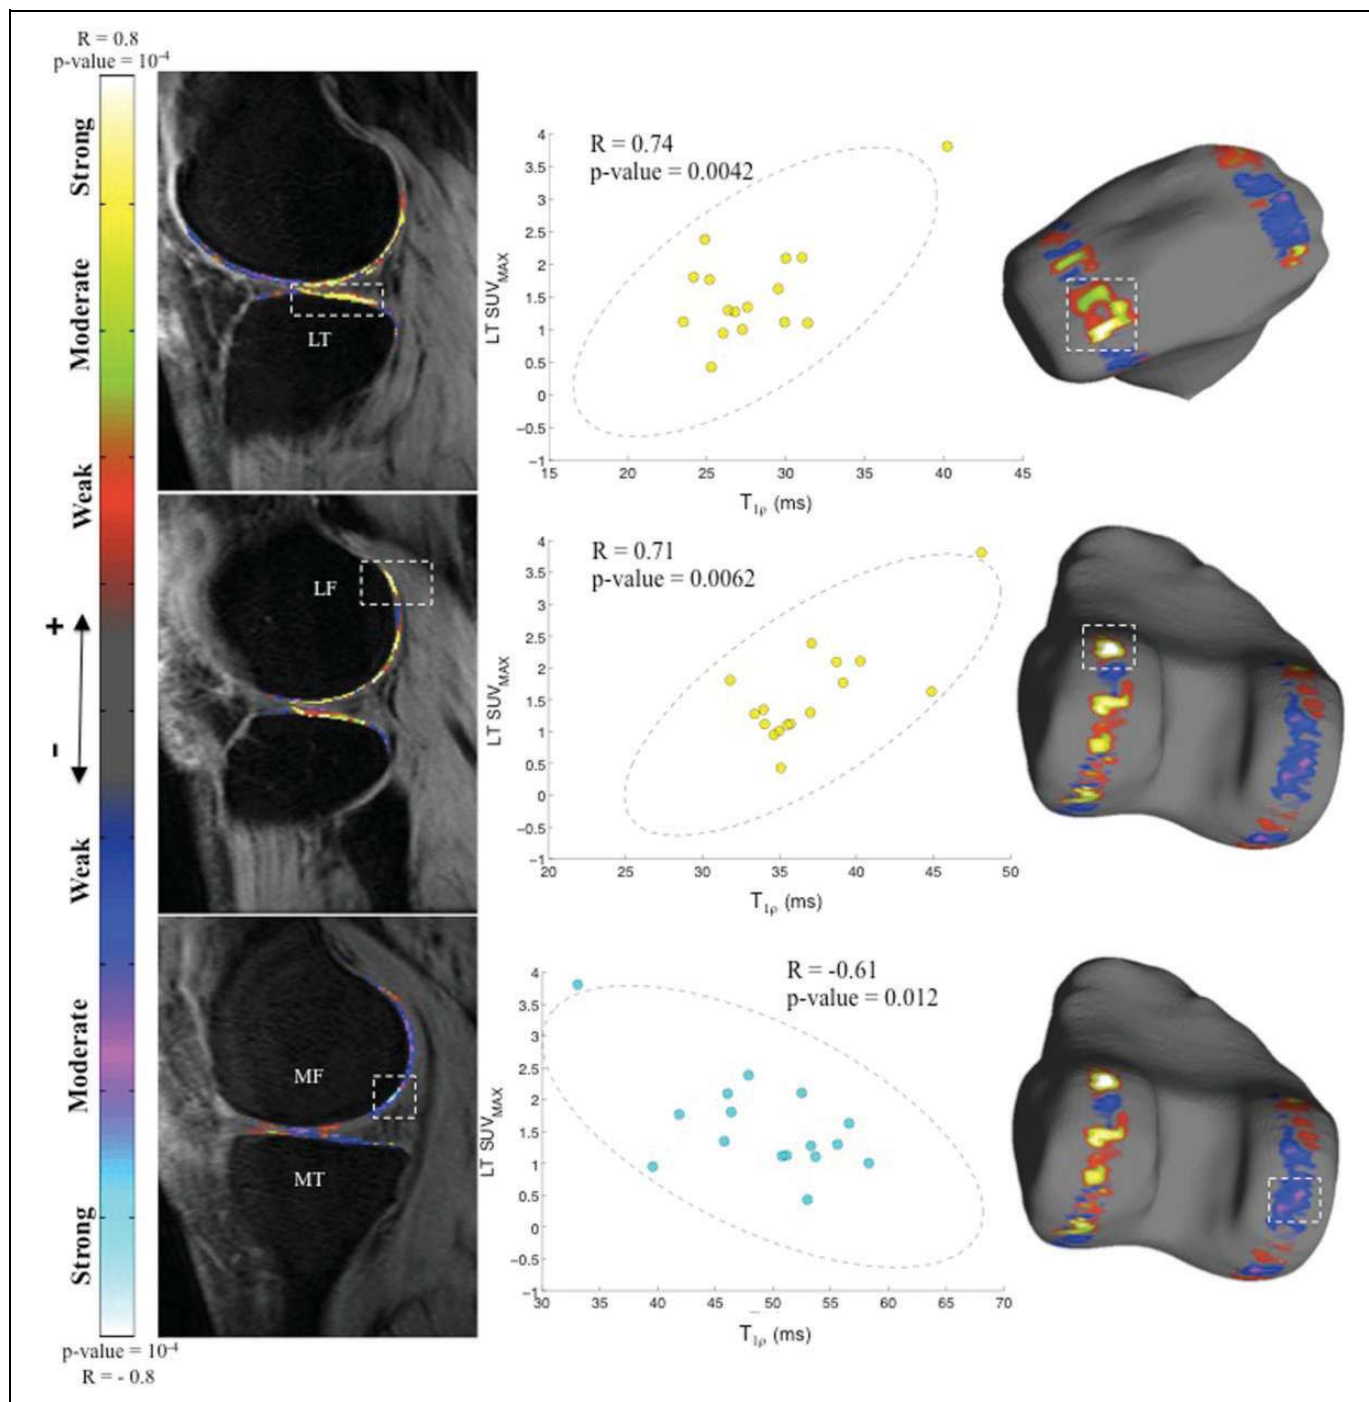 R = 0.8
p-value = 10⁻⁴
Strong
Moderate
Weak
+
−
Weak
Moderate
Strong
p-value = 10⁻⁴
R = - 0.8
LT
R = 0.74
p-value = 0.0042
4
3.5
3
2.5
2
1.5
1
0.5
0
−0.5
−1
LT SUV_MAX
15 20 25 30 35 40 45
T₁ρ (ms)
LF
R = 0.71
p-value = 0.0062
4
3.5
3
2.5
2
1.5
1
0.5
0
−0.5
−1
LT SUV_MAX
20 25 30 35 40 45 50
T₁ρ (ms)
MF
MT
R = -0.61
p-value = 0.012
4
3.5
3
2.5
2
1.5
1
0.5
0
−0.5
−1
LT SUV_MAX
30 35 40 45 50 55 60 65 70
T₁ρ (ms)